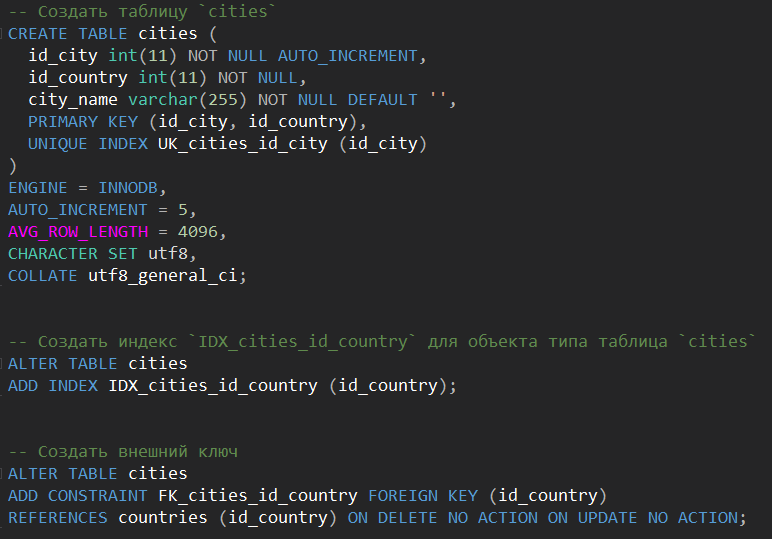 -- Создать таблицу `cities`
CREATE TABLE cities (
  id_city int(11) NOT NULL AUTO_INCREMENT,
  id_country int(11) NOT NULL,
  city_name varchar(255) NOT NULL DEFAULT '',
  PRIMARY KEY (id_city, id_country),
  UNIQUE INDEX UK_cities_id_city (id_city)
)
ENGINE = INNODB,
AUTO_INCREMENT = 5,
AVG_ROW_LENGTH = 4096,
CHARACTER SET utf8,
COLLATE utf8_general_ci;
-- Создать индекс `IDX_cities_id_country` для объекта типа таблица `cities`
ALTER TABLE cities
ADD INDEX IDX_cities_id_country (id_country);
-- Создать внешний ключ
ALTER TABLE cities
ADD CONSTRAINT FK_cities_id_country FOREIGN KEY (id_country)
REFERENCES countries (id_country) ON DELETE NO ACTION ON UPDATE NO ACTION;